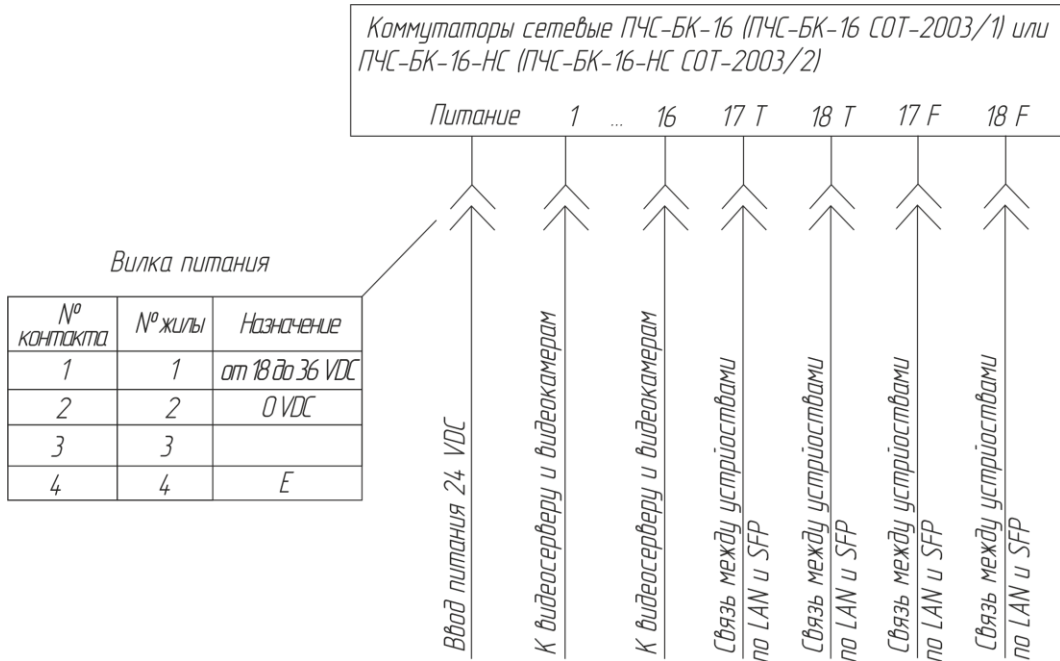 Коммутаторы сетевые ПЧС-БК-16 (ПЧС-БК-16 СОТ-2003/1) или
ПЧС-БК-16-НС (ПЧС-БК-16-НС СОТ-2003/2)
Питание 1 ... 16 17 Т 18 Т 17 F 18 F
Вилка питания
№ контакта № жилы Назначение
1 1 от 18 до 36 VDC
2 2 0 VDC
3 3
4 4 E
Ввод питания 24 VDC
К видеосерверу и видеокамерам
К видеосерверу и видеокамерам
Связь между устрйоствами
по LAN и SFP
Связь между устрйоствами
по LAN и SFP
Связь между устрйоствами
по LAN и SFP
Связь между устрйоствами
по LAN и SFP